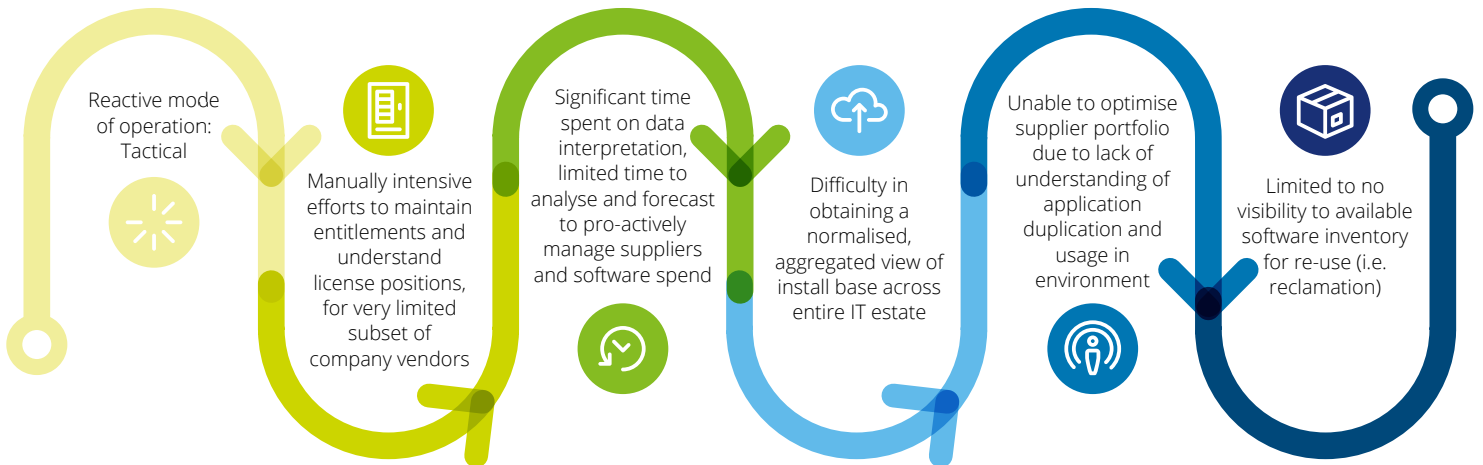 Reactive mode
of operation:
Tactical
Manually intensive
efforts to maintain
entitlements and
understand
license positions,
for very limited
subset of
company vendors
Significant time
spent on data
interpretation,
limited time to
analyse and forecast
to pro-actively
manage suppliers
and software spend
Difficulty in
obtaining a
normalised,
aggregated view of
install base across
entire IT estate
Unable to optimise
supplier portfolio
due to lack of
understanding of
application
duplication and
usage in
environment
Limited to no
visibility to available
software inventory
for re-use (i.e.
reclamation)